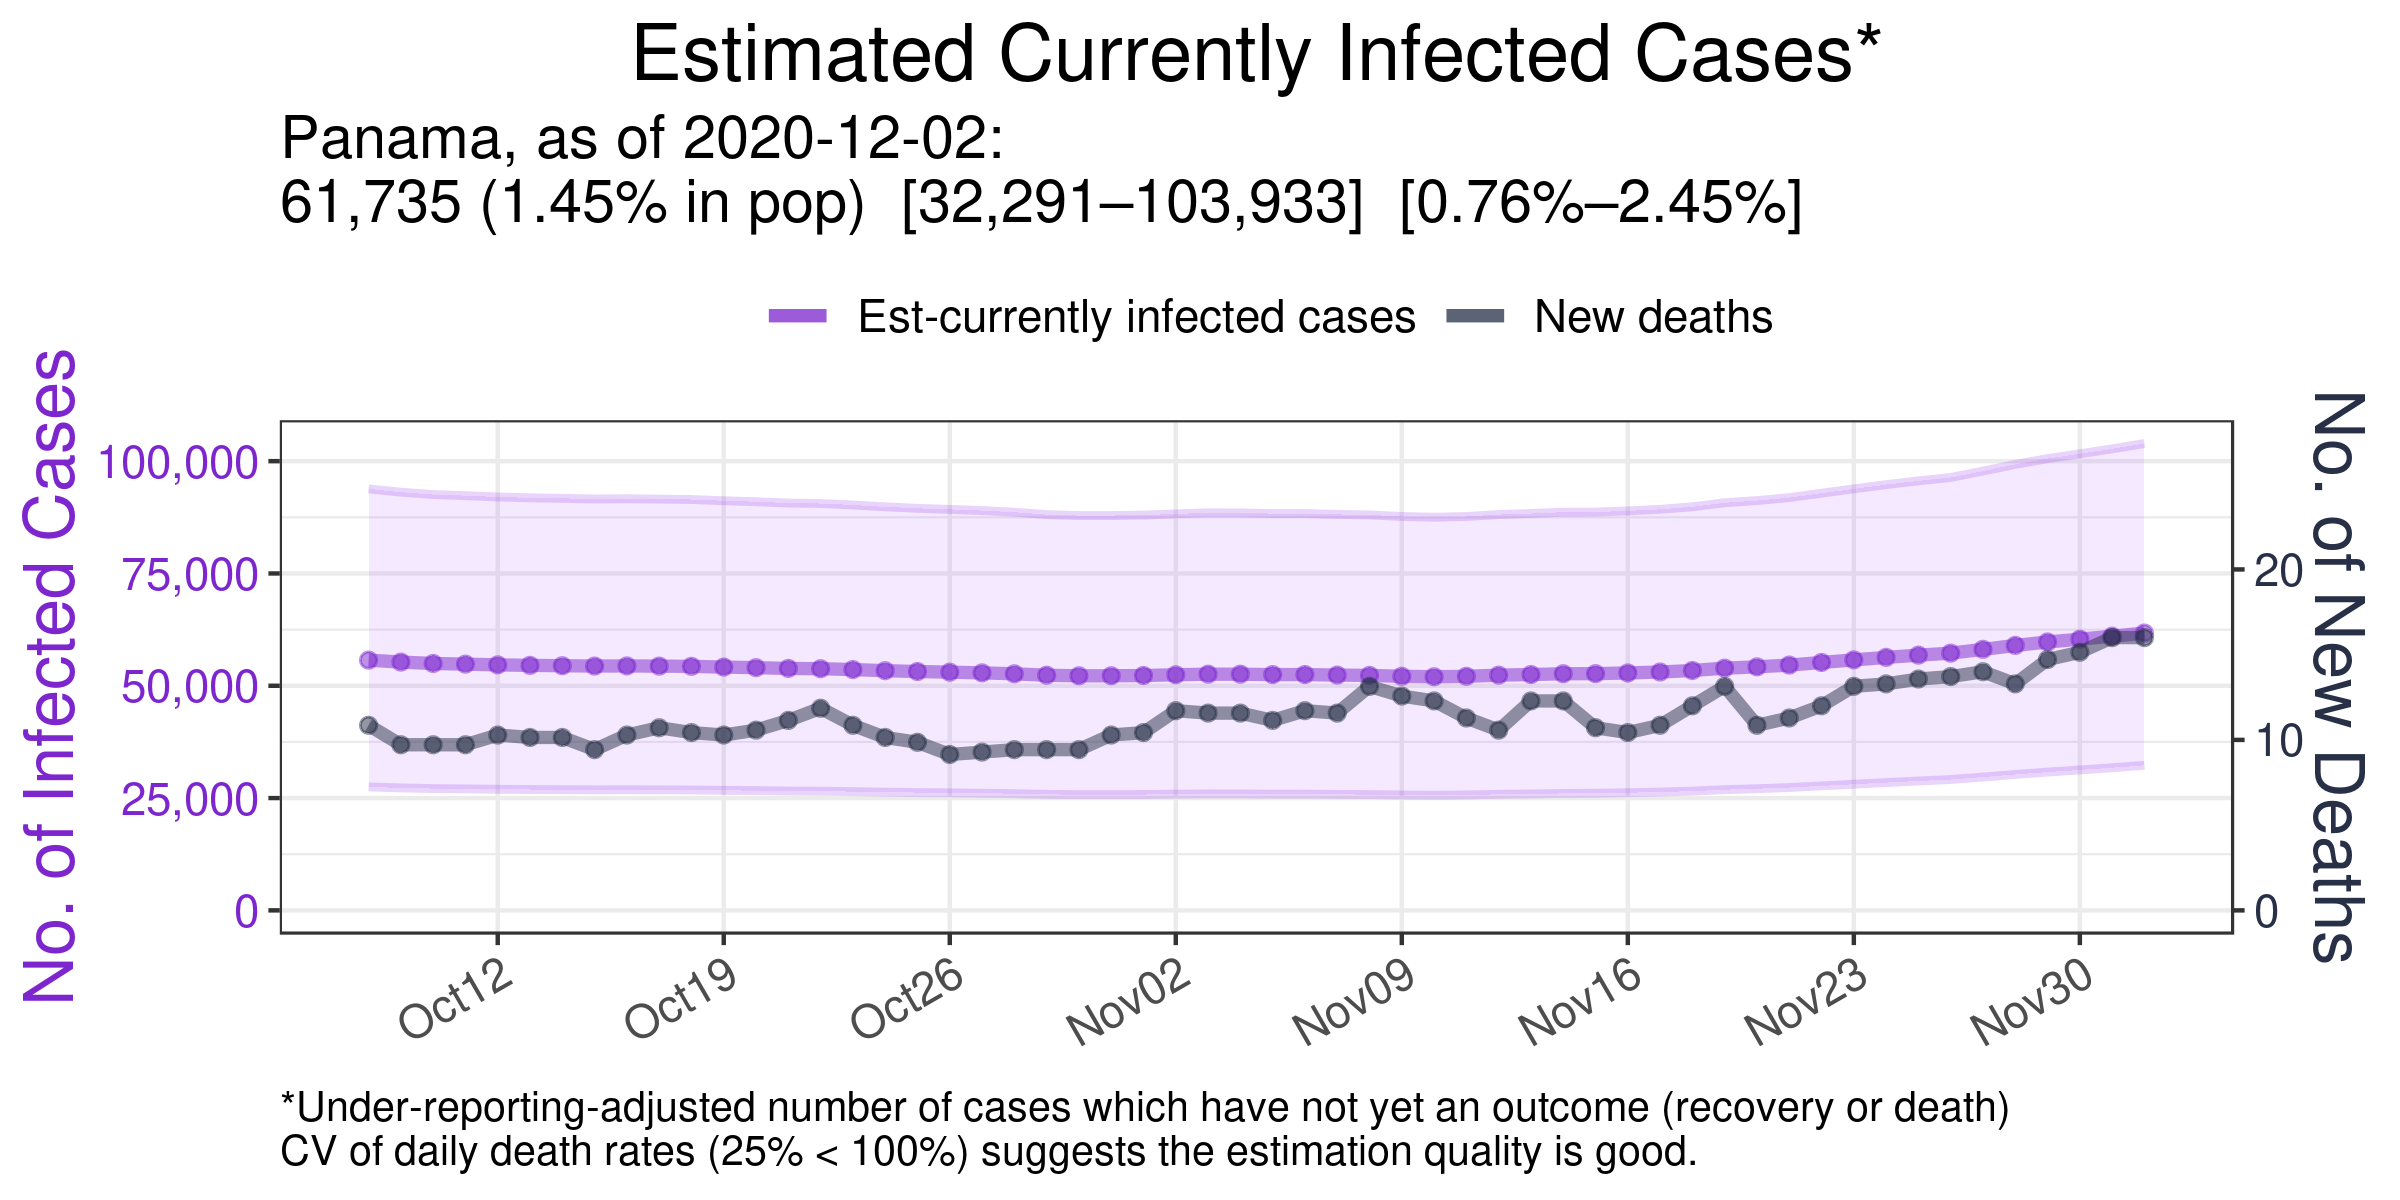 Estimated Currently Infected Cases*
Panama, as of 2020-12-02:
61,735 (1.45% in pop)  [32,291–103,933]  [0.76%–2.45%]
Est-currently infected cases
New deaths
No. of Infected Cases
100,000
75,000
50,000
25,000
0
No. of New Deaths
20
10
0
Oct12
Oct19
Oct26
Nov02
Nov09
Nov16
Nov23
Nov30
*Under-reporting-adjusted number of cases which have not yet an outcome (recovery or death)
CV of daily death rates (25% < 100%) suggests the estimation quality is good.